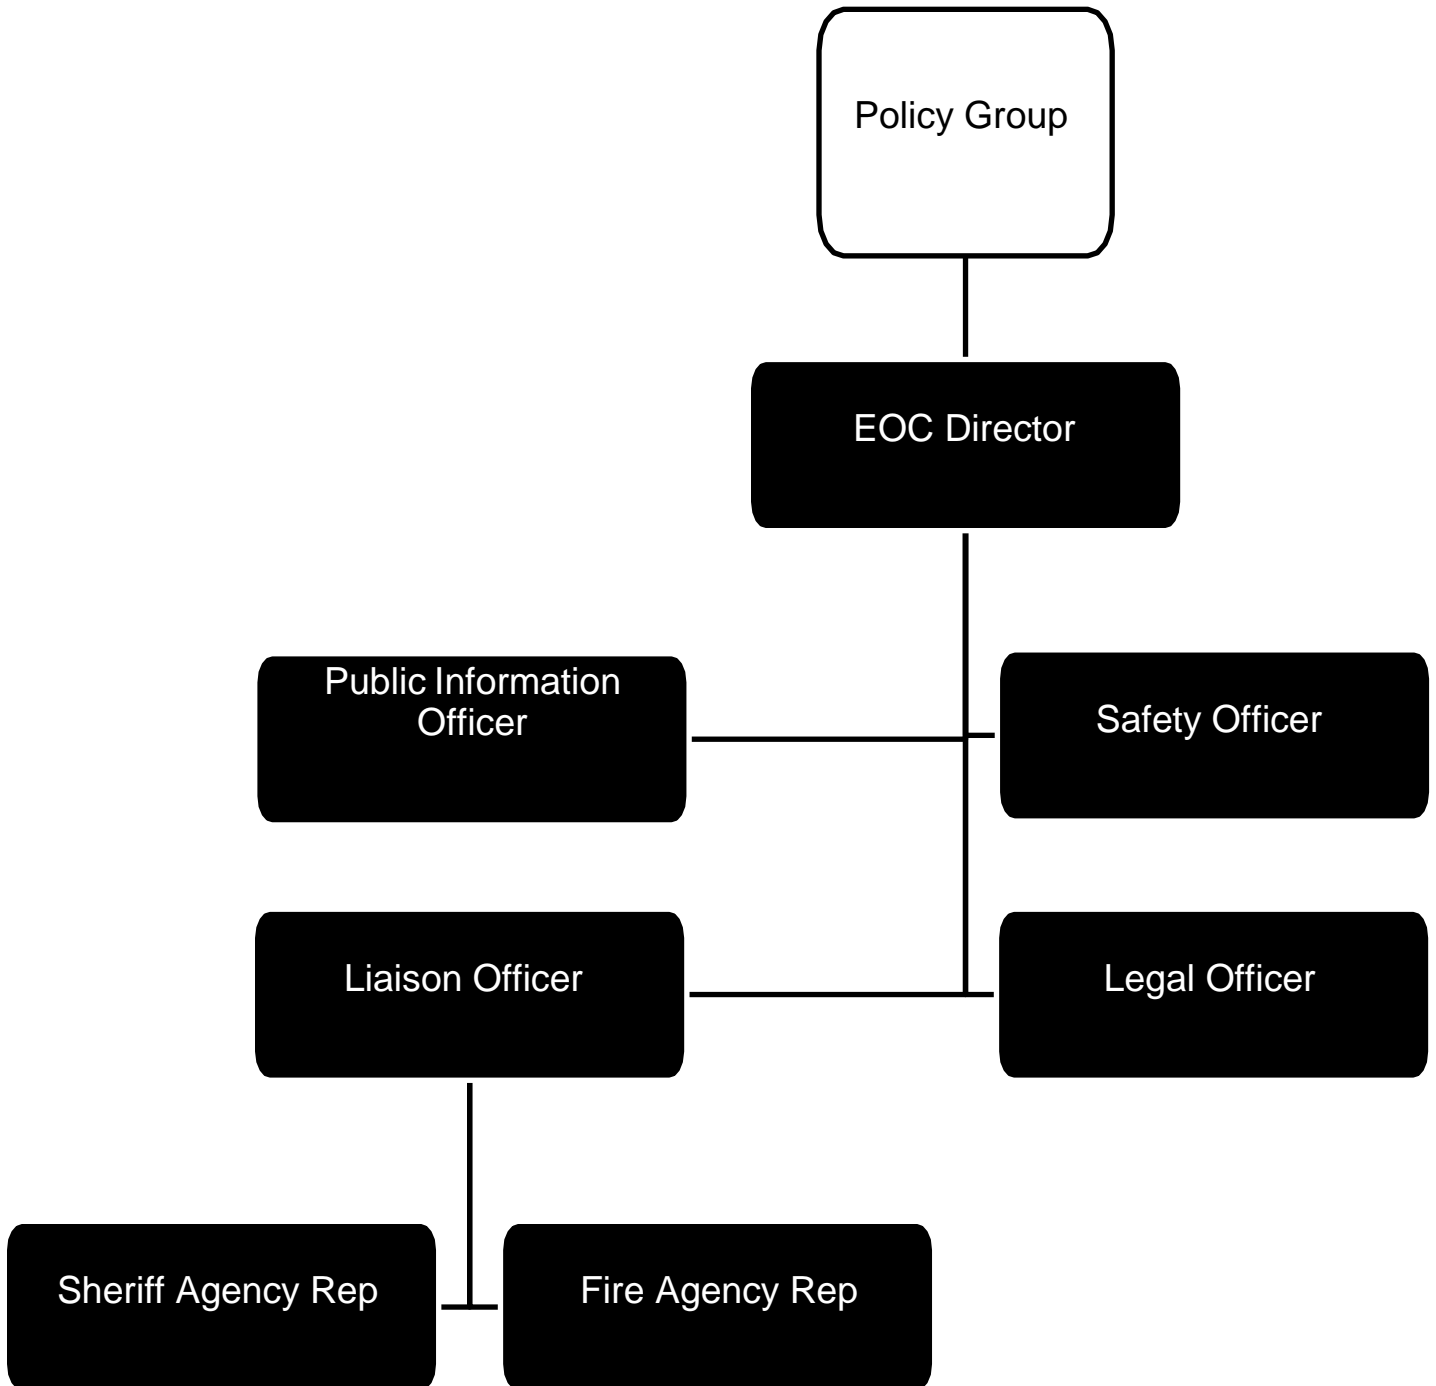 Policy Group
EOC Director
Public Information
Officer
Safety Officer
Liaison Officer
Legal Officer
Sheriff Agency Rep
Fire Agency Rep